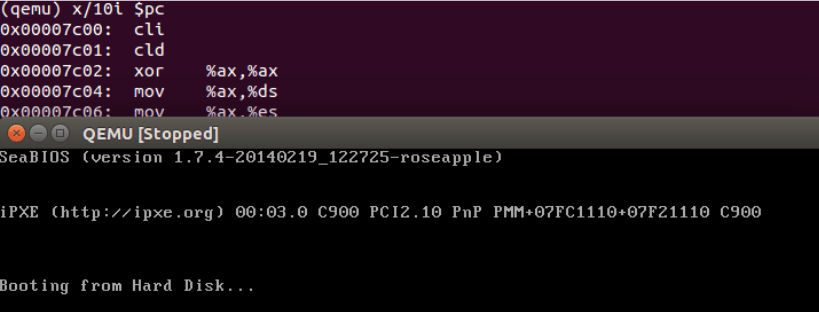 (qemu) x/10i $pc
0x00007c00:  cli
0x00007c01:  cld
0x00007c02:  xor    %ax,%ax
0x00007c04:  mov    %ax,%ds
0x00007c06:  mov    %ax,%es
QEMU [Stopped]
SeaBIOS (version 1.7.4-20140219_122725-roseapple)
iPXE (http://ipxe.org) 00:03.0 C900 PCI2.10 PnP PMM+07FC1110+07F21110 C900
Booting from Hard Disk...